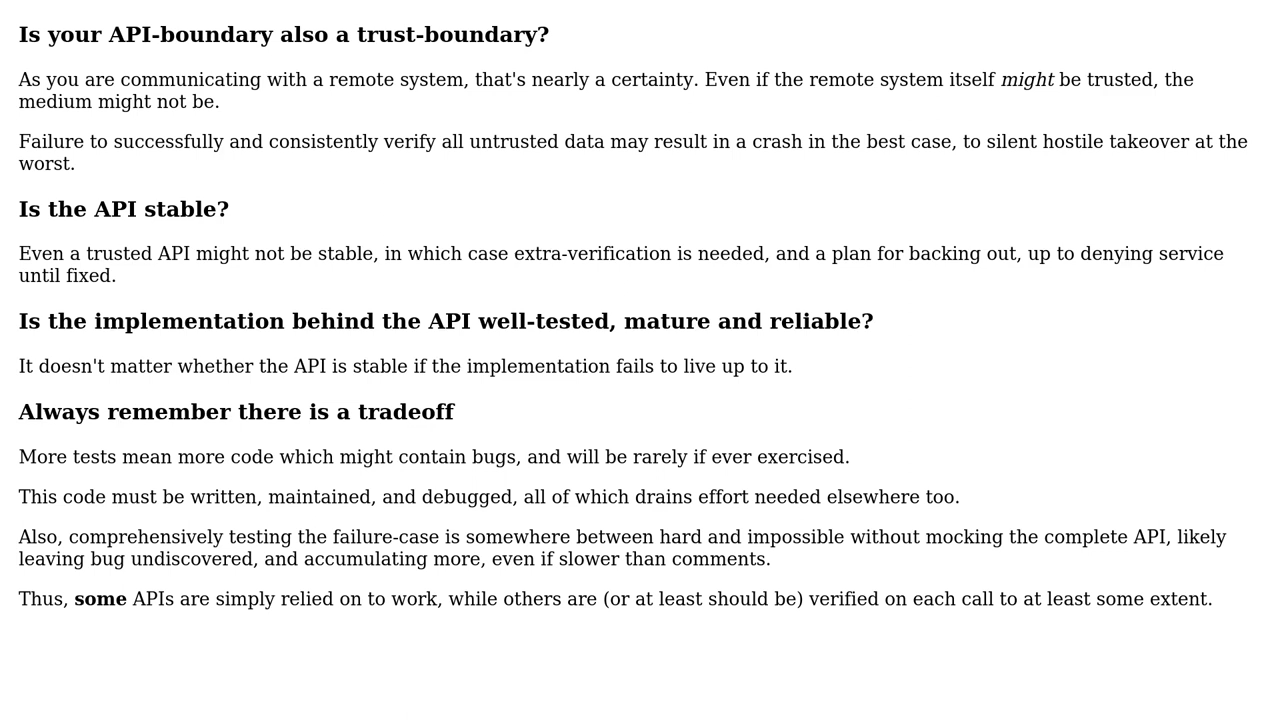 Is your API-boundary also a trust-boundary?
As you are communicating with a remote system, that's nearly a certainty. Even if the remote system itself might be trusted, the
medium might not be.
Failure to successfully and consistently verify all untrusted data may result in a crash in the best case, to silent hostile takeover at the
worst.
Is the API stable?
Even a trusted API might not be stable, in which case extra-verification is needed, and a plan for backing out, up to denying service
until fixed.
Is the implementation behind the API well-tested, mature and reliable?
It doesn't matter whether the API is stable if the implementation fails to live up to it.
Always remember there is a tradeoff
More tests mean more code which might contain bugs, and will be rarely if ever exercised.
This code must be written, maintained, and debugged, all of which drains effort needed elsewhere too.
Also, comprehensively testing the failure-case is somewhere between hard and impossible without mocking the complete API, likely
leaving bug undiscovered, and accumulating more, even if slower than comments.
Thus, some APIs are simply relied on to work, while others are (or at least should be) verified on each call to at least some extent.